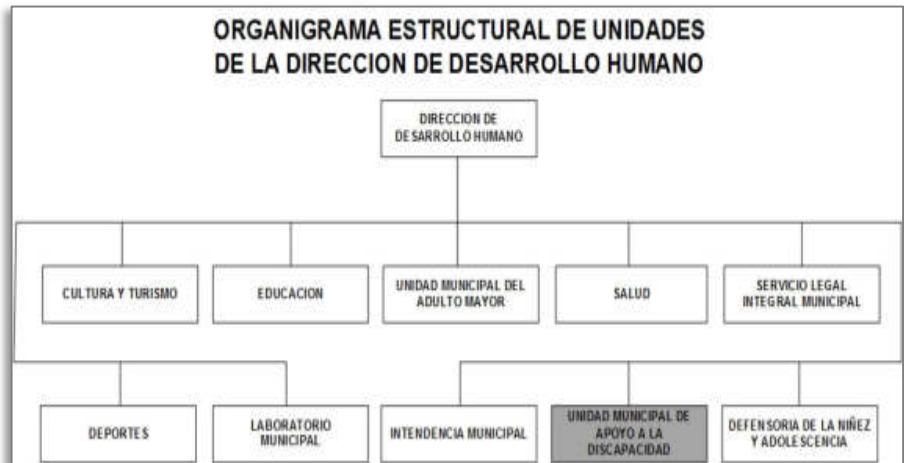 ORGANIGRAMA ESTRUCTURAL DE UNIDADES
DE LA DIRECCION DE DESARROLLO HUMANO
DIRECCION DE
DESARROLLO HUMANO
CULTURA Y TURISMO
EDUCACION
UNIDAD MUNICIPAL DEL
ADULTO MAYOR
SALUD
SERVICIO LEGAL
INTEGRAL MUNICIPAL
DEPORTES
LABORATORIO
MUNICIPAL
INTENDENCIA MUNICIPAL
UNIDAD MUNICIPAL DE
APOYO A LA
DISCAPACIDAD
DEFENSORIA DE LA NIÑEZ
Y ADOLESCENCIA